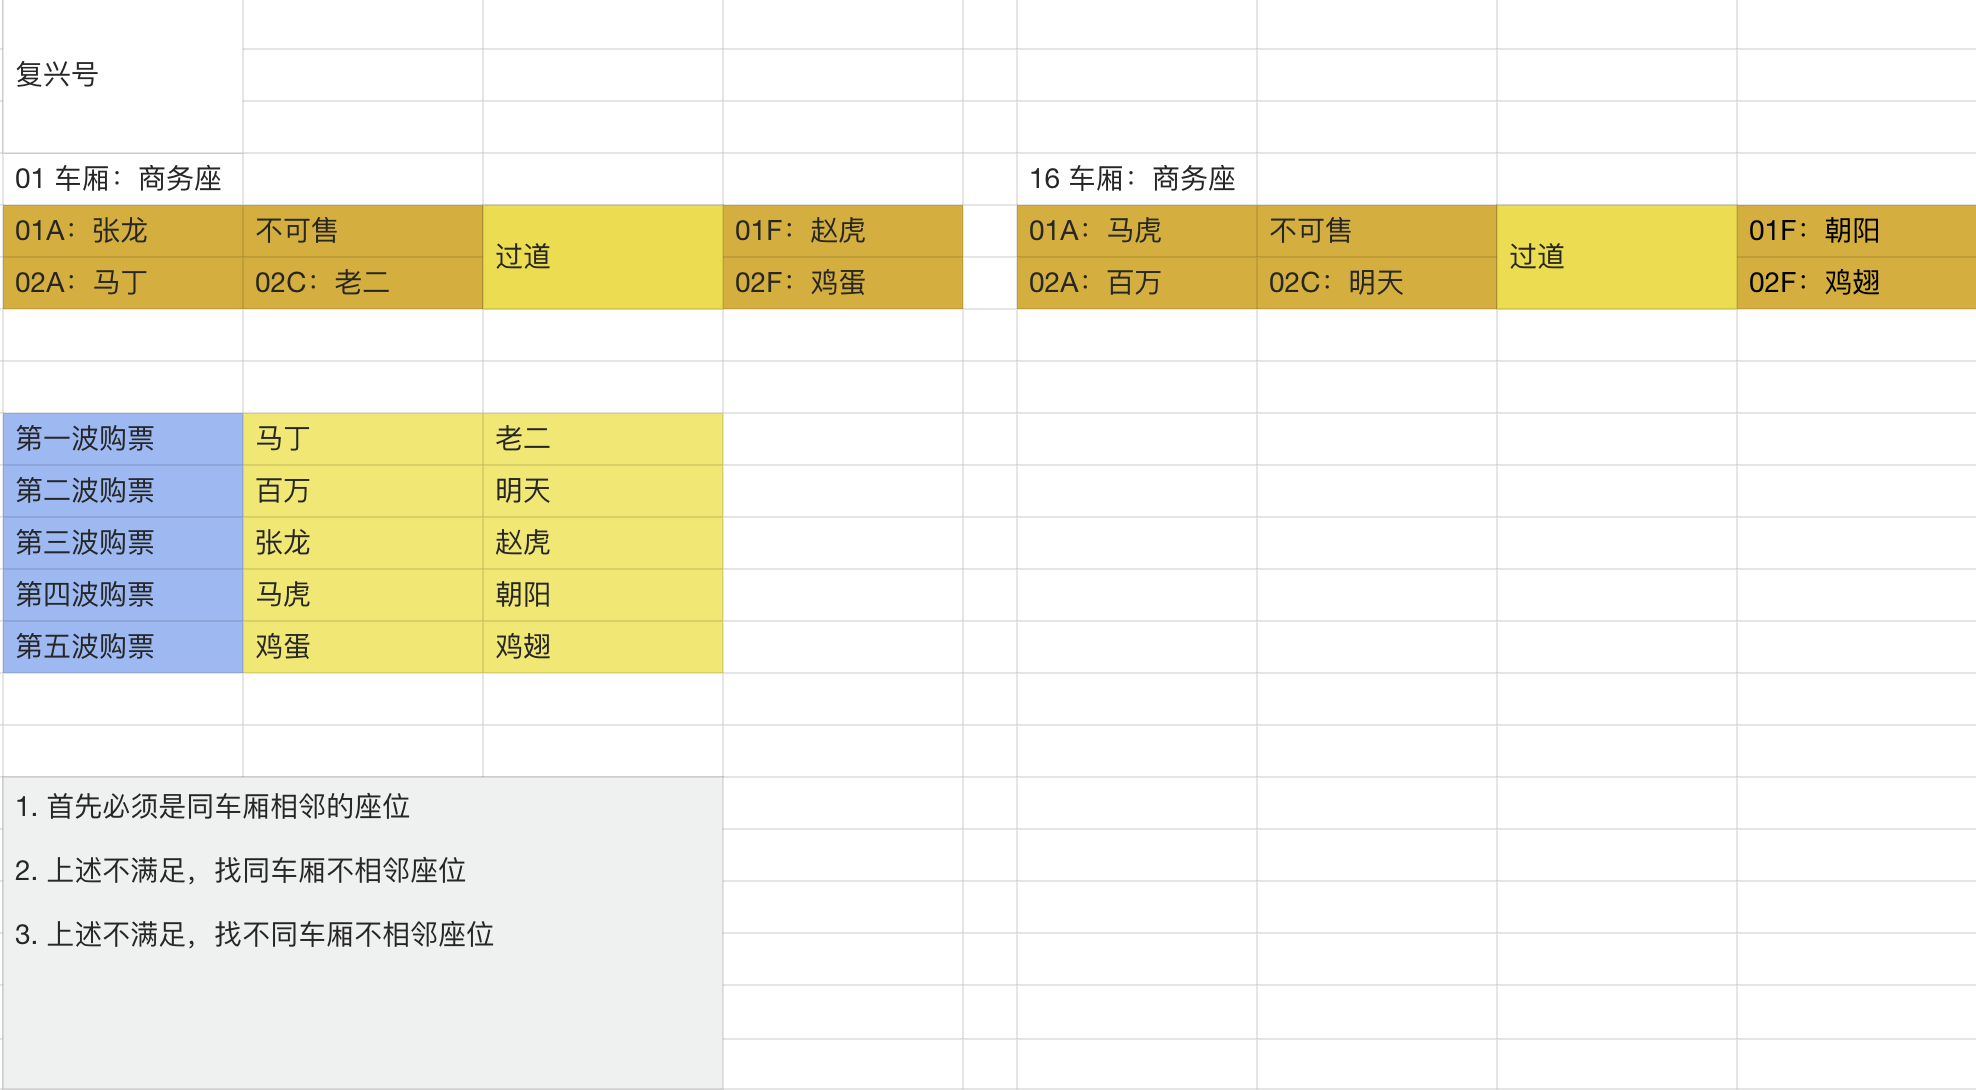 复兴号
01 车厢：商务座
16 车厢：商务座
01A：张龙 不可售 过道 01F：赵虎 01A：马虎 不可售 过道 01F：朝阳
02A：马丁 02C：老二 02F：鸡蛋 02A：百万 02C：明天 02F：鸡翅
第一波购票 马丁 老二
第二波购票 百万 明天
第三波购票 张龙 赵虎
第四波购票 马虎 朝阳
第五波购票 鸡蛋 鸡翅
1. 首先必须是同车厢相邻的座位
2. 上述不满足，找同车厢不相邻座位
3. 上述不满足，找不同车厢不相邻座位